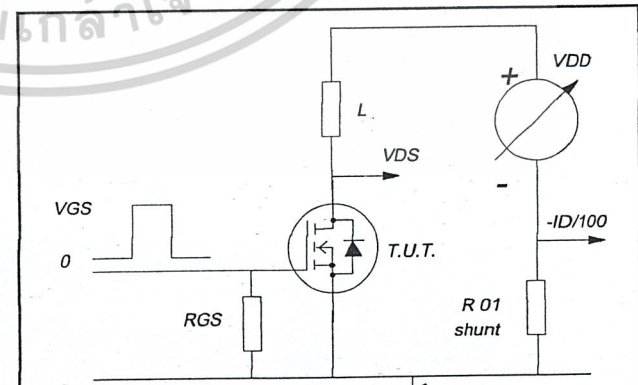 L
VDD
+
VDS
-
-ID/100
VGS
0
T.U.T.
RGS
R 01
shunt